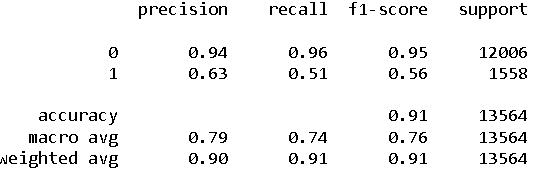 precision recall f1-score support
0 0.94 0.96 0.95 12006
1 0.63 0.51 0.56 1558
accuracy 0.91 13564
macro avg 0.79 0.74 0.76 13564
weighted avg 0.90 0.91 0.91 13564